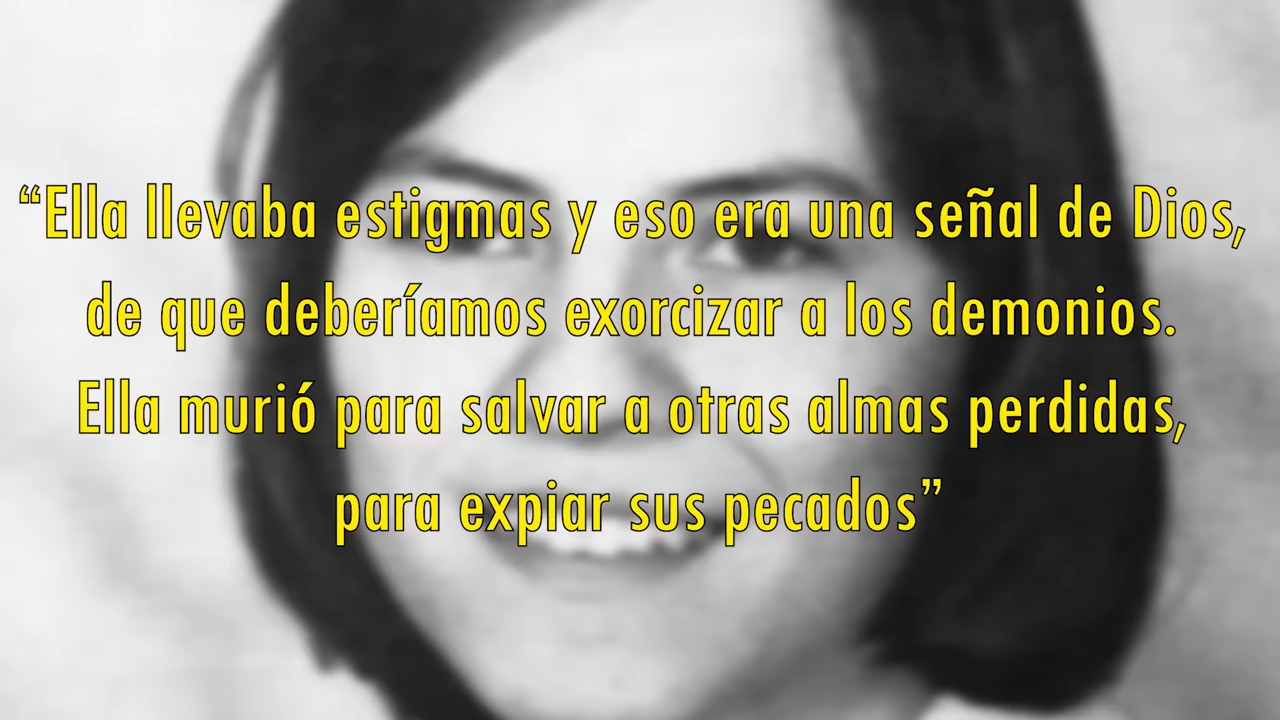 “Ella llevaba estigmas y eso era una señal de Dios,
de que deberíamos exorcizar a los demonios.
Ella murió para salvar a otras almas perdidas,
para expiar sus pecados”